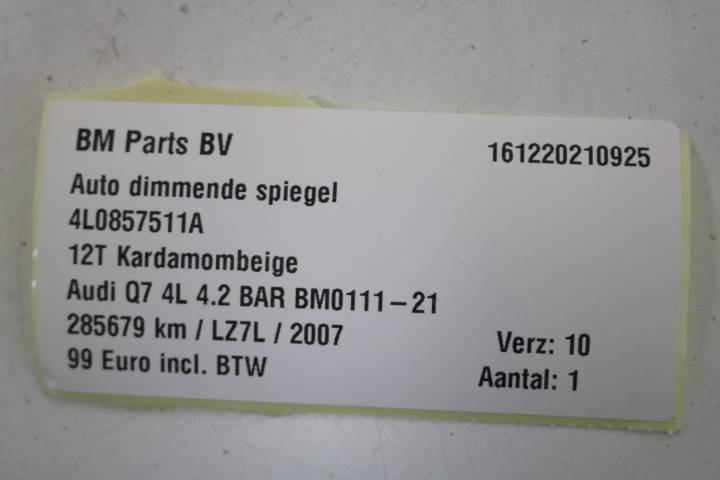 BM Parts BV 161220210925
Auto dimmende spiegel
4L0857511A
12T Kardamombeige
Audi Q7 4L 4.2 BAR BM0111-21
285679 km / LZ7L / 2007 Verz: 10
99 Euro incl. BTW Aantal: 1